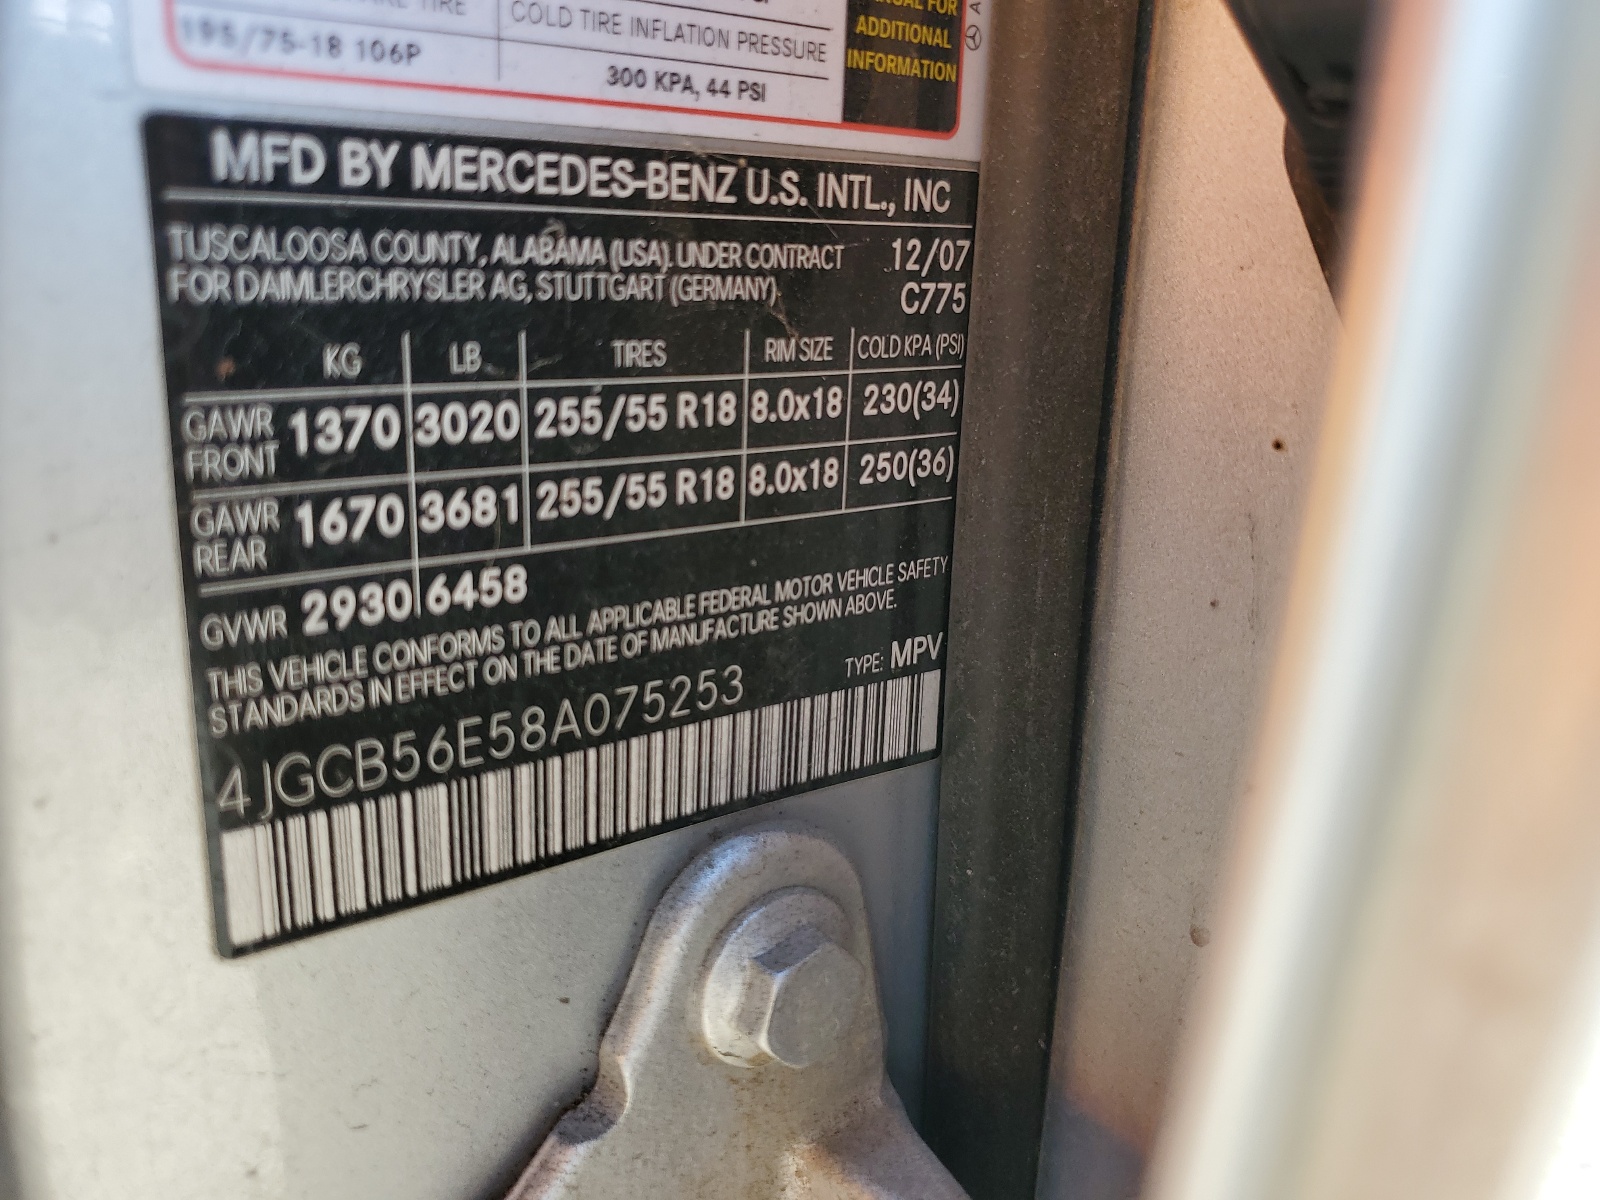 TIRE
COLD TIRE INFLATION PRESSURE
195/75-18 106P
300 KPA, 44 PSI
FOR
ADDITIONAL
INFORMATION
A
MFD BY MERCEDES-BENZ U.S. INTL., INC
TUSCALOOSA COUNTY, ALABAMA (USA). UNDER CONTRACT 12/07
FOR DAIMLERCHRYSLER AG, STUTTGART (GERMANY). C775
KG LB TIRES RIM SIZE COLD KPA (PSI)
GAWR FRONT 1370 3020 255/55 R18 8.0x18 230(34)
GAWR REAR 1670 3681 255/55 R18 8.0x18 250(36)
GVWR 2930 6458
THIS VEHICLE CONFORMS TO ALL APPLICABLE FEDERAL MOTOR VEHICLE SAFETY
STANDARDS IN EFFECT ON THE DATE OF MANUFACTURE SHOWN ABOVE.
4JGCB56E58A075253 TYPE: MPV